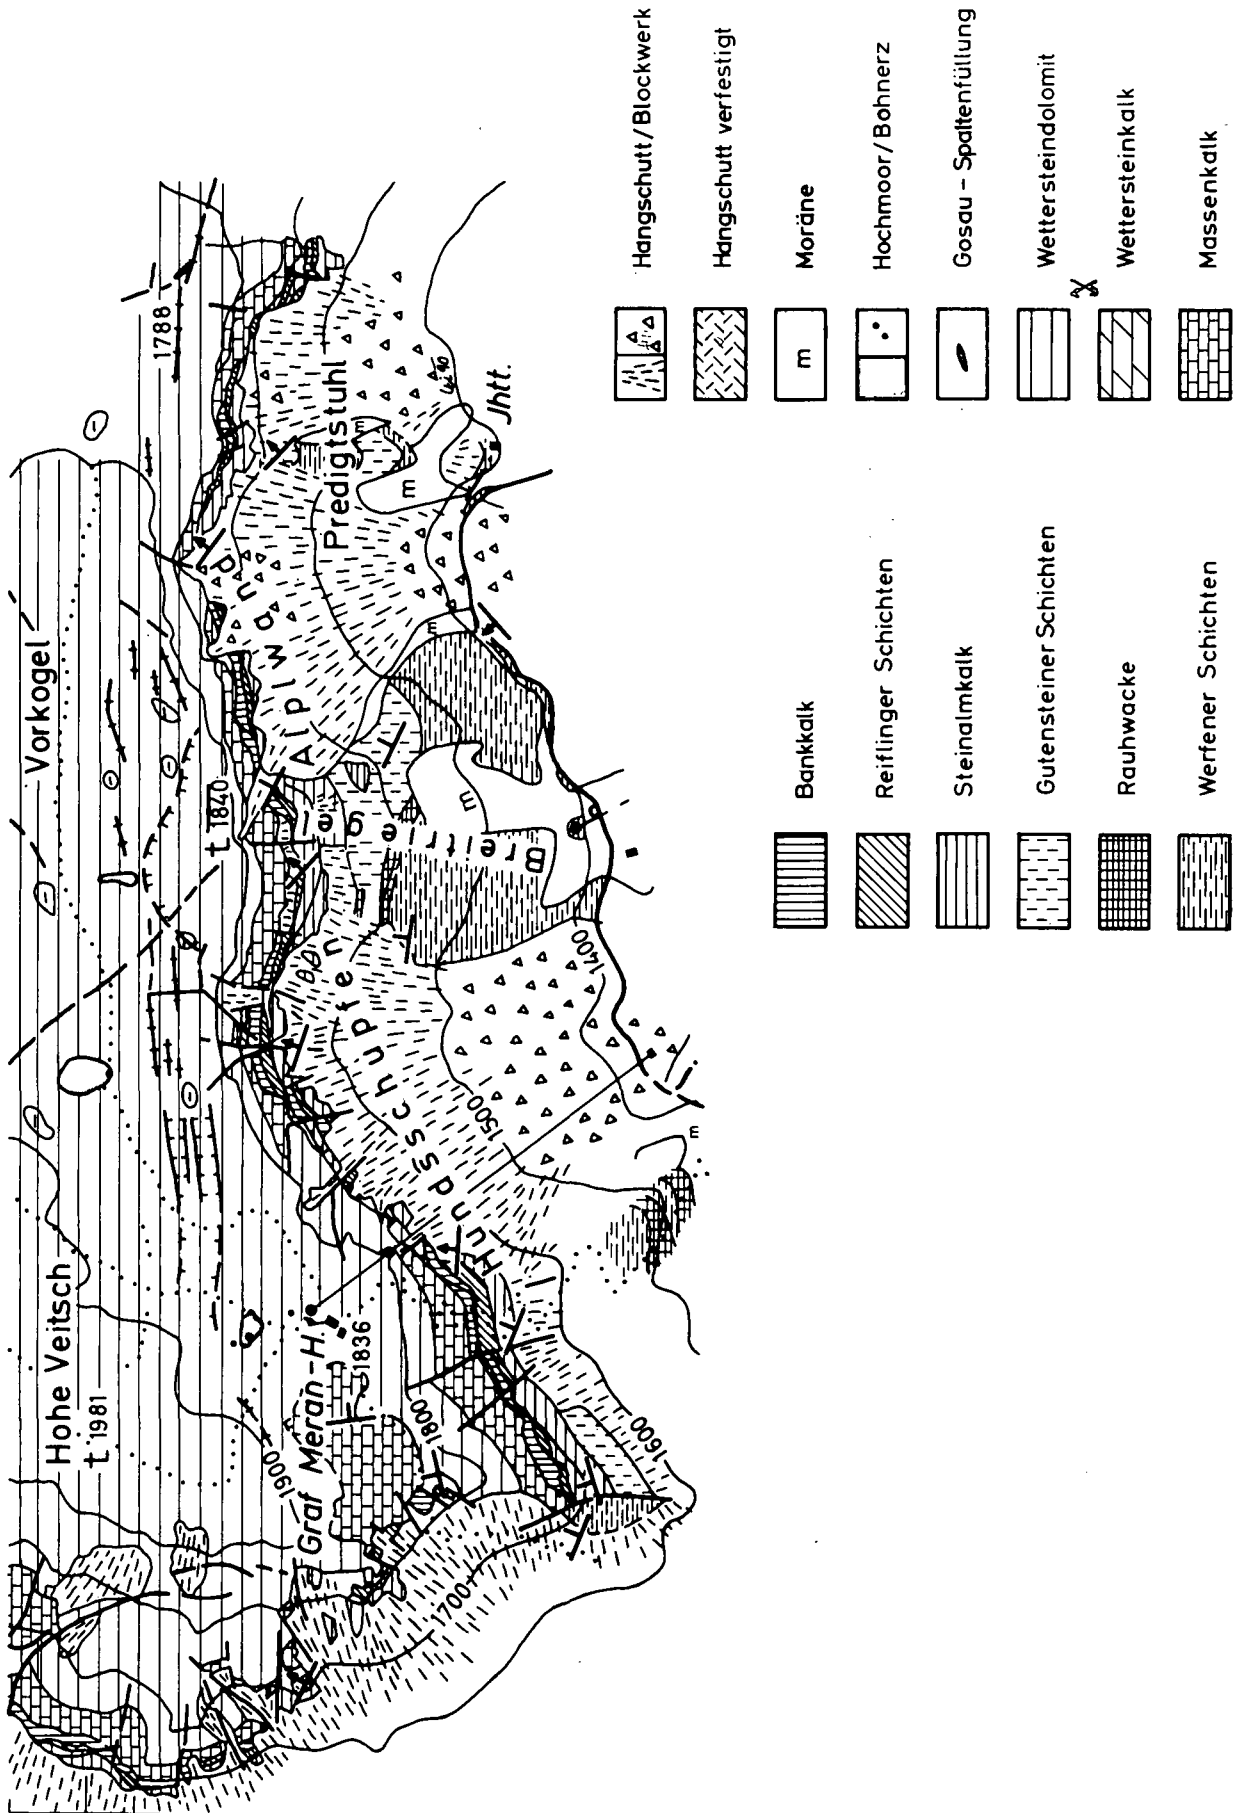 Hohe Veitsch
1981
Vorkogel
1788
1840
Graf Meran-H.
1836
1900
1800
1700
1600
1500
1400
Hundsschupfen
Breitriegel
Alplwand
Predigtstuhl
Jhtt.
m
m
m
m
m
m
Bankkalk
Reiflinger Schichten
Steinalmkalk
Gutensteiner Schichten
Rauhwacke
Werfener Schichten
Hangschutt/Blockwerk
Hangschutt verfestigt
m Moräne
Hochmoor/Bohnerz
Gosau-Spaltenfüllung
Wettersteindolomit
Wettersteinkalk
Massenkalk